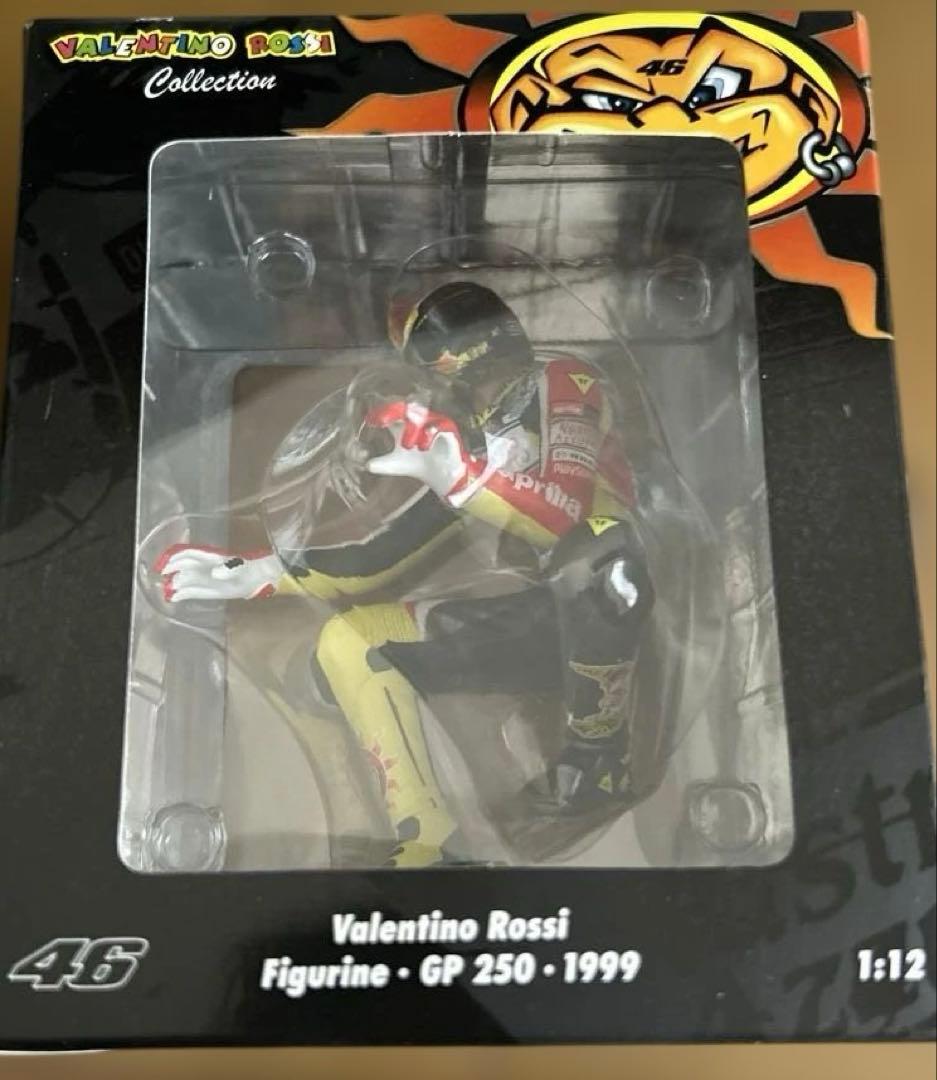 VALENTINO ROSSI
Collection
46
aprilia
Valentino Rossi
46
Figurine • GP 250 • 1999
1:12